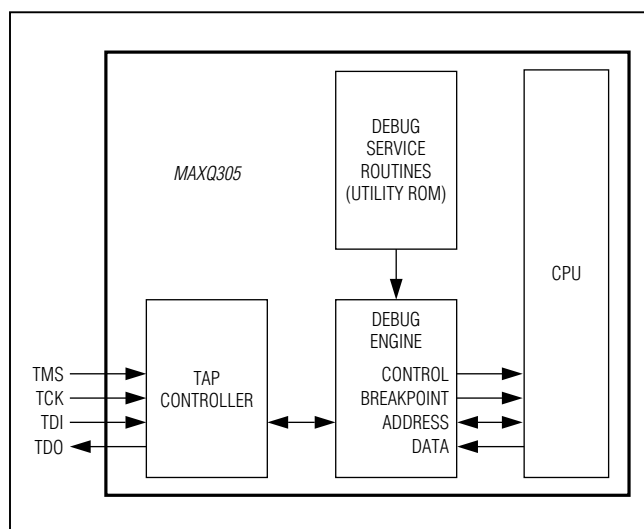 MAXQ305
DEBUG
SERVICE
ROUTINES
(UTILITY ROM)
CPU
TAP
CONTROLLER
DEBUG
ENGINE
CONTROL
BREAKPOINT
ADDRESS
DATA
TMS
TCK
TDI
TDO